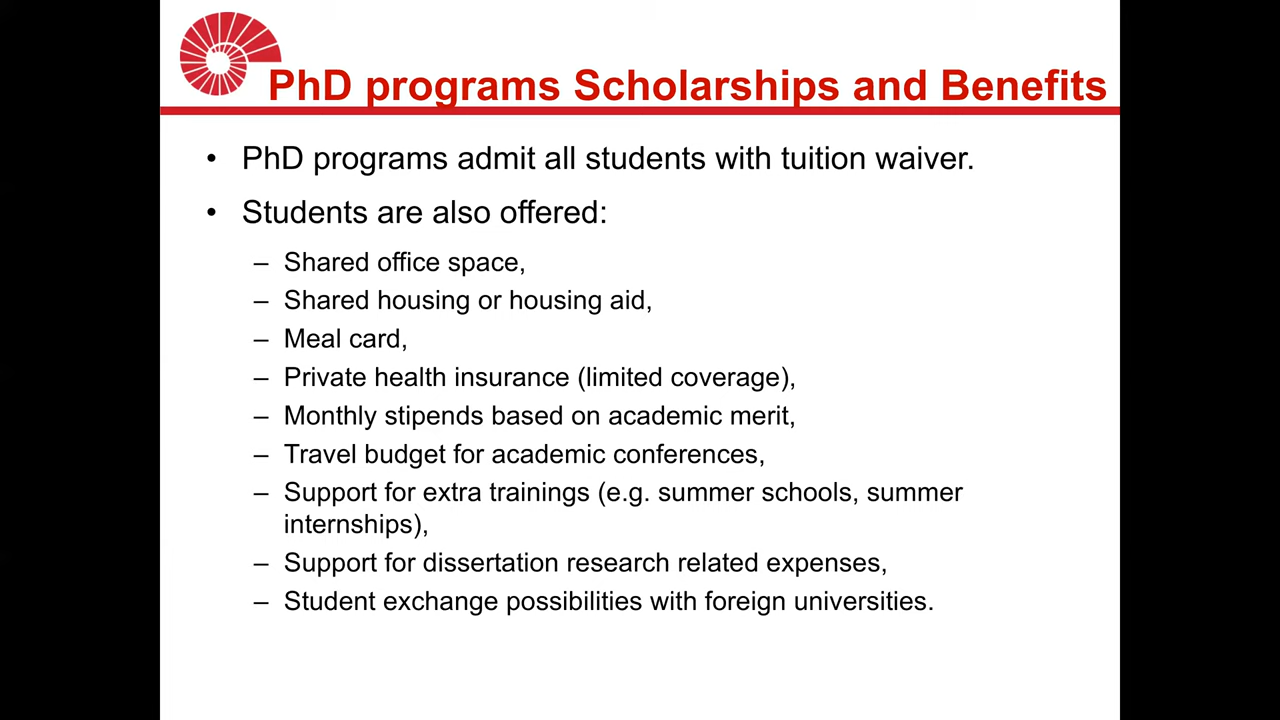 PhD programs Scholarships and Benefits
• PhD programs admit all students with tuition waiver.
• Students are also offered:
– Shared office space,
– Shared housing or housing aid,
– Meal card,
– Private health insurance (limited coverage),
– Monthly stipends based on academic merit,
– Travel budget for academic conferences,
– Support for extra trainings (e.g. summer schools, summer
internships),
– Support for dissertation research related expenses,
– Student exchange possibilities with foreign universities.